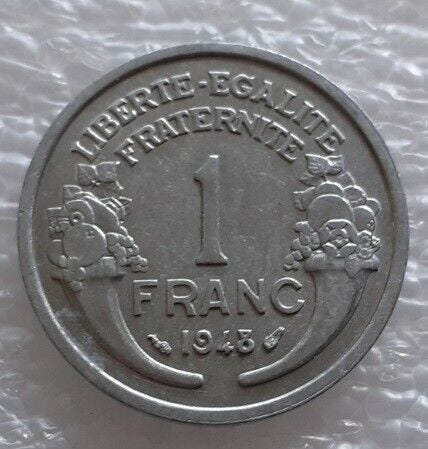 LIBERTE-EGALITE
FRATERNITE
1
FRANC
1948